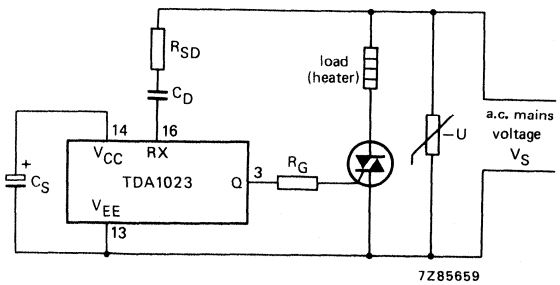 R_SD
load
(heater)
C_D
a.c. mains
voltage
V_S
14
16
V_CC
RX
-U
+
C_S
TDA1023
Q
3
R_G
V_EE
13
7Z85659